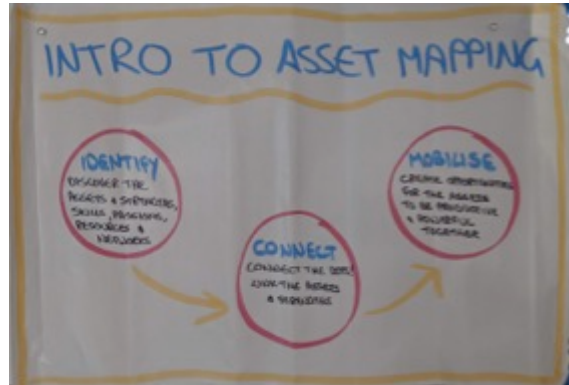 INTRO TO ASSET MAPPING
IDENTIFY
DISCOVER THE
ASSETS & STRENGTHS,
SKILLS, PASSIONS,
RESOURCES &
NETWORKS
CONNECT
CONNECT THE DOTS!
LINK THE ASSETS
& STRENGTHS
MOBILISE
CREATE OPPORTUNITIES
FOR THE ASSETS
TO BE PRODUCTIVE
& POWERFUL
TOGETHER